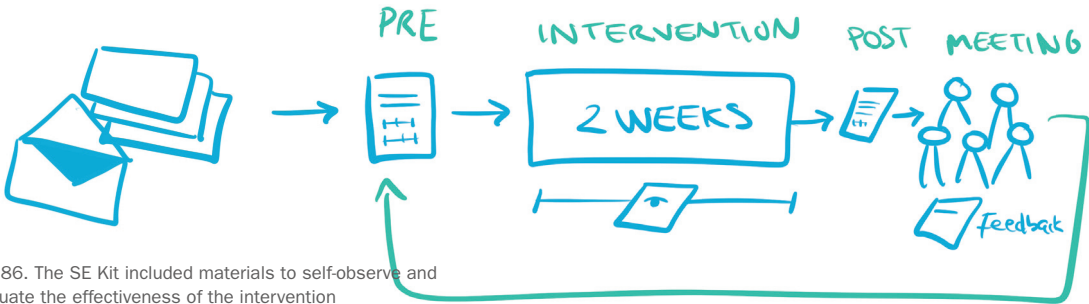 PRE
INTERVENTION
POST MEETING
2 WEEKS
Feedback
86. The SE Kit included materials to self-observe and
uate the effectiveness of the intervention